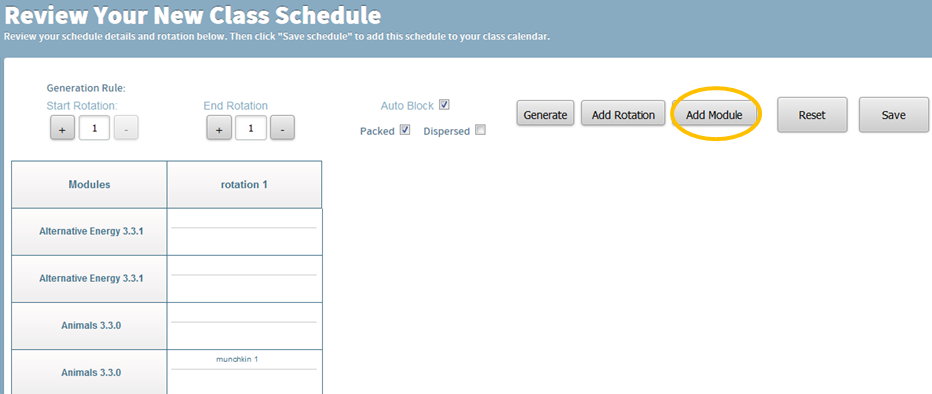 Review Your New Class Schedule
Review your schedule details and rotation below. Then click "Save schedule" to add this schedule to your class calendar.
Generation Rule:
Start Rotation: End Rotation Auto Block
+ 1 - + 1 - Packed Dispersed Generate Add Rotation Add Module Reset Save
Modules rotation 1
Alternative Energy 3.3.1
Alternative Energy 3.3.1
Animals 3.3.0
munchkin 1
Animals 3.3.0